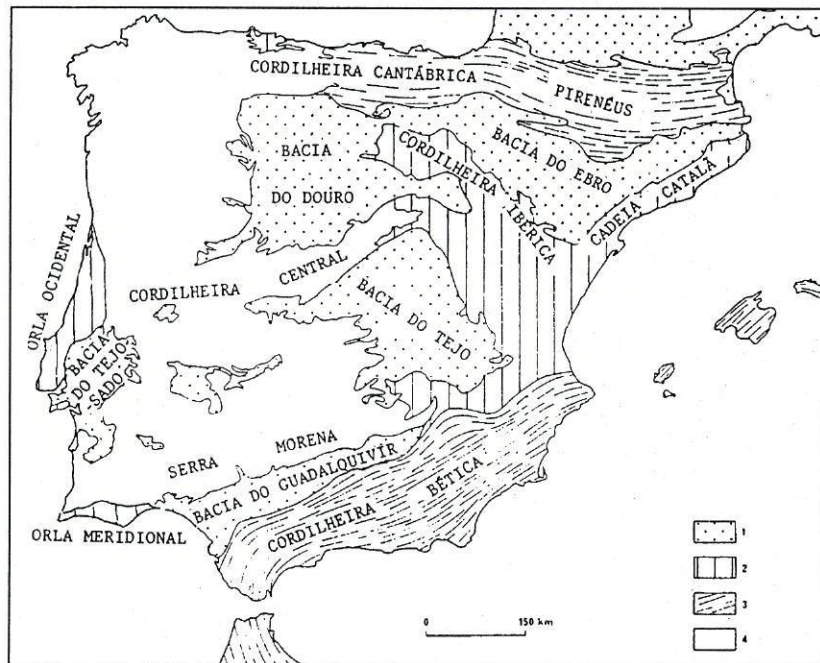 CORDILHEIRA CANTÁBRICA
PIRENÉUS
BACIA
DO DOURO
CORDILHEIRA IBÉRICA
BACIA DO EBRO
CADEIA CATALÃ
ORLA OCIDENTAL
CORDILHEIRA CENTRAL
BACIA DO TEJO
BACIA
DO TEJO
SADO
SERRA MORENA
BACIA DO GUADALQUIVIR
CORDILHEIRA BÉTICA
ORLA MERIDIONAL
0 150 km
1
2
3
4